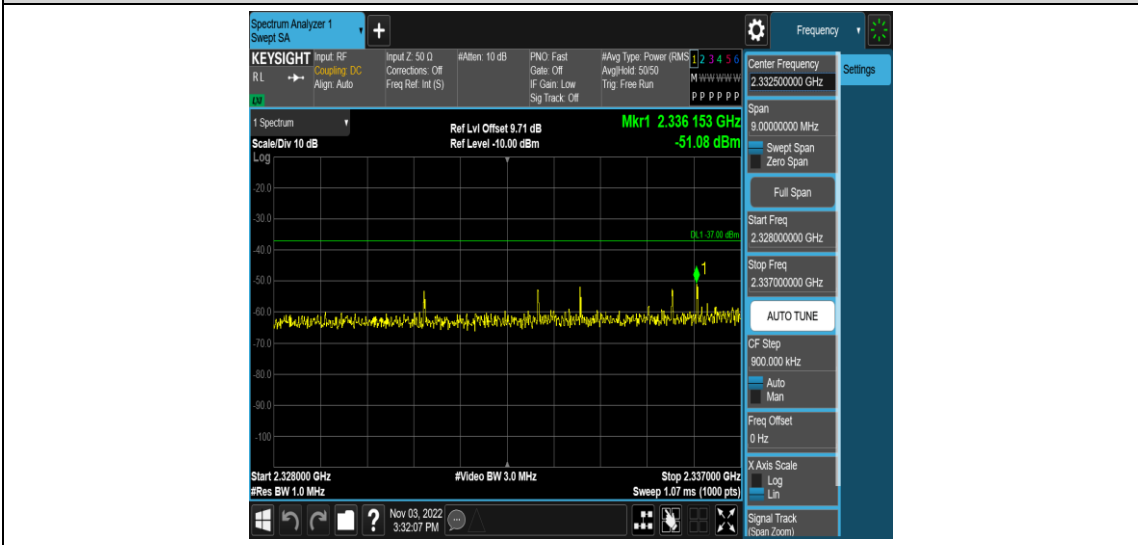 Spectrum Analyzer 1
Swept SA
+
Frequency
KEYSIGHT
RL
LXI
Input: RF
Coupling: DC
Align: Auto
Input Z: 50 Ω
Corrections: Off
Freq Ref: Int (S)
#Atten: 10 dB
PNO: Fast
Gate: Off
IF Gain: Low
Sig Track: Off
#Avg Type: Power (RMS
Avg|Hold: 50/50
Trig: Free Run
1 2 3 4 5 6
M W W W W W
P P P P P P
1 Spectrum
Scale/Div 10 dB
Log
Ref Lvl Offset 9.71 dB
Ref Level -10.00 dBm
Mkr1 2.336 153 GHz
-51.08 dBm
-20.0
-30.0
DL1 -37.00 dBm
-40.0
1
-50.0
-60.0
-70.0
-80.0
-90.0
-100
Start 2.328000 GHz
#Res BW 1.0 MHz
#Video BW 3.0 MHz
Stop 2.337000 GHz
Sweep 1.07 ms (1000 pts)
Center Frequency
2.332500000 GHz
Settings
Span
9.00000000 MHz
Swept Span
Zero Span
Full Span
Start Freq
2.328000000 GHz
Stop Freq
2.337000000 GHz
AUTO TUNE
CF Step
900.000 kHz
Auto
Man
Freq Offset
0 Hz
X Axis Scale
Log
Lin
Signal Track
(Span Zoom)
?
Nov 03, 2022
3:32:07 PM